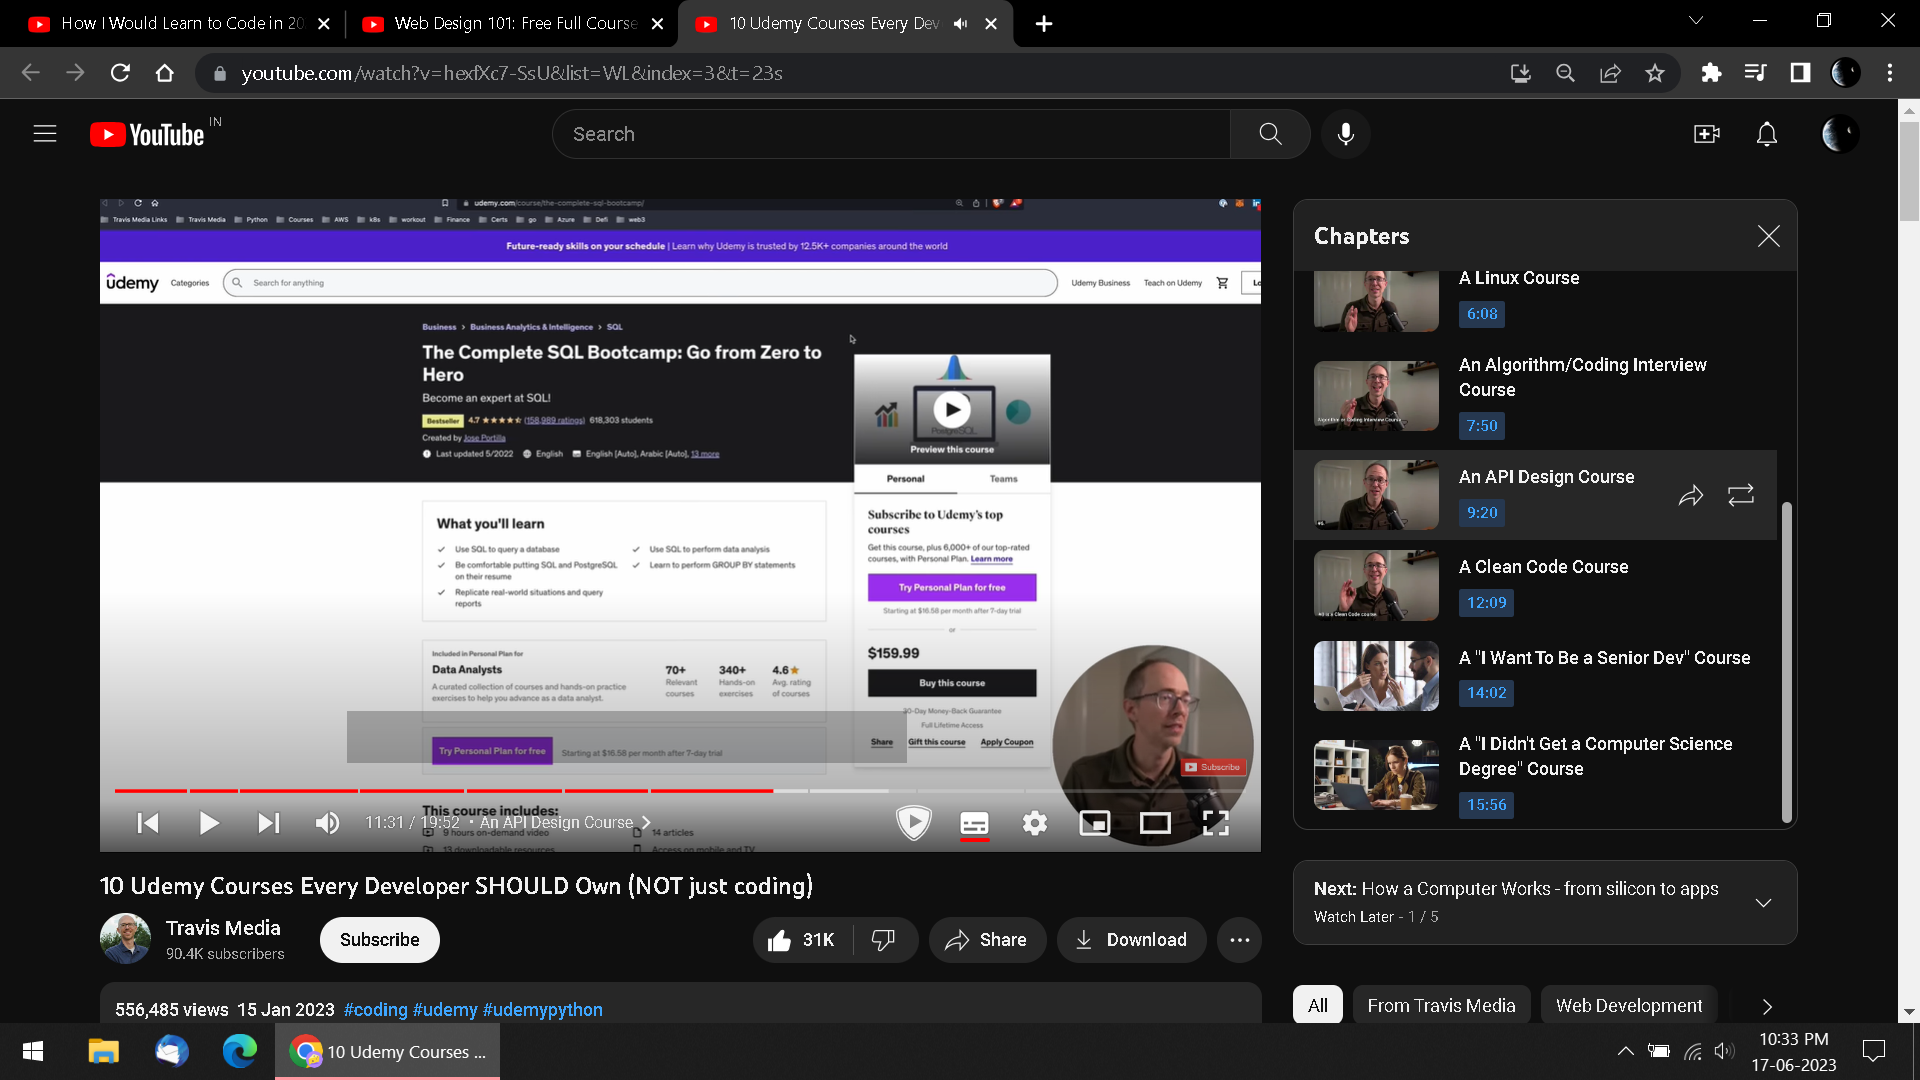 How I Would Learn to Code in 20
Web Design 101: Free Full Course
10 Udemy Courses Every Dev
youtube.com/watch?v=hexfXc7-SsU&list=WL&index=3&t=23s
YouTube IN
Search
udemy.com/course/the-complete-sql-bootcamp/
Travis Media Links Travis Media Python Courses AWS k8s workout Finance Certs go Azure Defi web3
Future-ready skills on your schedule | Learn why Udemy is trusted by 12.5K+ companies around the world
udemy Categories Search for anything Udemy Business Teach on Udemy Lo
Business > Business Analytics & Intelligence > SQL
The Complete SQL Bootcamp: Go from Zero to
Hero
Become an expert at SQL!
Bestseller 4.7 (158,989 ratings) 618,303 students
Created by Jose Portilla
Last updated 5/2022 English English [Auto], Arabic [Auto], 13 more
PostgreSQL
Preview this course
Personal Teams
Subscribe to Udemy's top
courses
Get this course, plus 6,000+ of our top-rated
courses, with Personal Plan. Learn more
Try Personal Plan for free
Starting at $16.58 per month after 7-day trial
or
$159.99
Buy this course
30-Day Money-Back Guarantee
Full Lifetime Access
Share Gift this course Apply Coupon
What you'll learn
Use SQL to query a database
Use SQL to perform data analysis
Be comfortable putting SQL and PostgreSQL
on their resume
Learn to perform GROUP BY statements
Replicate real-world situations and query
reports
Included in Personal Plan for
Data Analysts
A curated collection of courses and hands-on practice
exercises to help you advance as a data analyst.
70+
Relevant
courses
340+
Hands-on
exercises
4.6
Avg. rating
of courses
Try Personal Plan for free Starting at $16.58 per month after 7-day trial
Subscribe
This course includes:
9 hours on-demand video 14 articles
13 downloadable resources Access on mobile and TV
11:31 / 19:52 • An API Design Course
10 Udemy Courses Every Developer SHOULD Own (NOT just coding)
Travis Media
90.4K subscribers
Subscribe
31K
Share
Download
556,485 views 15 Jan 2023 #coding #udemy #udemypython
Chapters
A Linux Course
6:08
An Algorithm/Coding Interview
Course
7:50
An API Design Course
9:20
A Clean Code Course
12:09
A "I Want To Be a Senior Dev" Course
14:02
A "I Didn't Get a Computer Science
Degree" Course
15:56
Next: How a Computer Works - from silicon to apps
Watch Later - 1 / 5
All From Travis Media Web Development
10 Udemy Courses ...
10:33 PM
17-06-2023